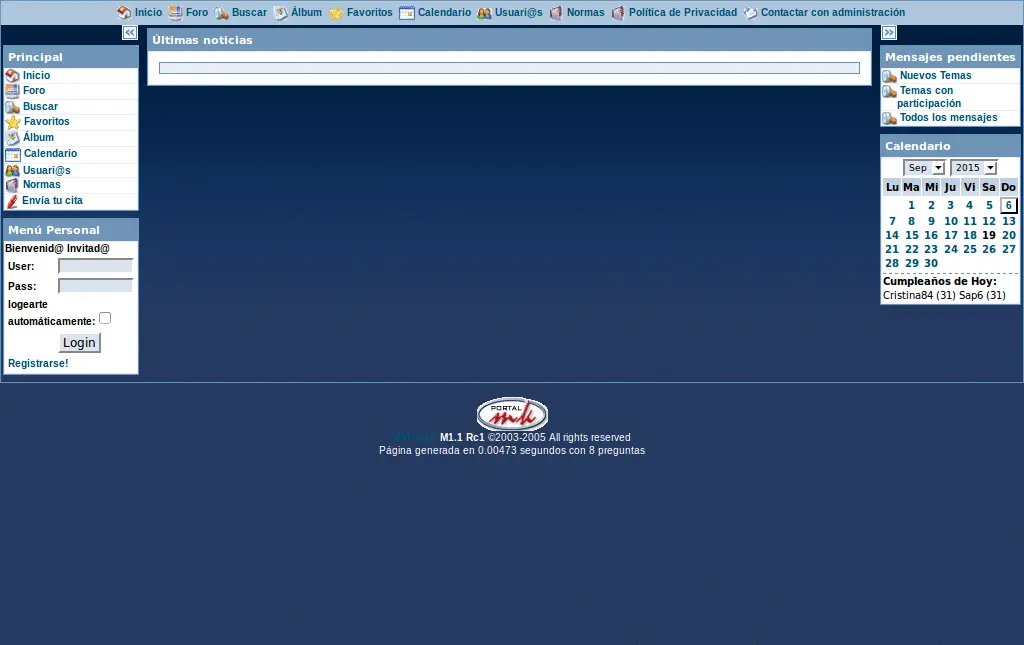 Inicio Foro Buscar Álbum Favoritos Calendario Usuari@s Normas Política de Privacidad Contactar con administración
Principal
Inicio
Foro
Buscar
Favoritos
Álbum
Calendario
Usuari@s
Normas
Envía tu cita
Menú Personal
Bienvenid@ Invitad@
User:
Pass:
logearte
automáticamente:
Login
Registrarse!
Últimas noticias
Mensajes pendientes
Nuevos Temas
Temas con
participación
Todos los mensajes
Calendario
Sep 2015
Lu Ma Mi Ju Vi Sa Do
1 2 3 4 5 6
7 8 9 10 11 12 13
14 15 16 17 18 19 20
21 22 23 24 25 26 27
28 29 30
Cumpleaños de Hoy:
Cristina84 (31) Sap6 (31)
PORTAL
mk
M1.1 Rc1 ©2003-2005 All rights reserved
Página generada en 0.00473 segundos con 8 preguntas